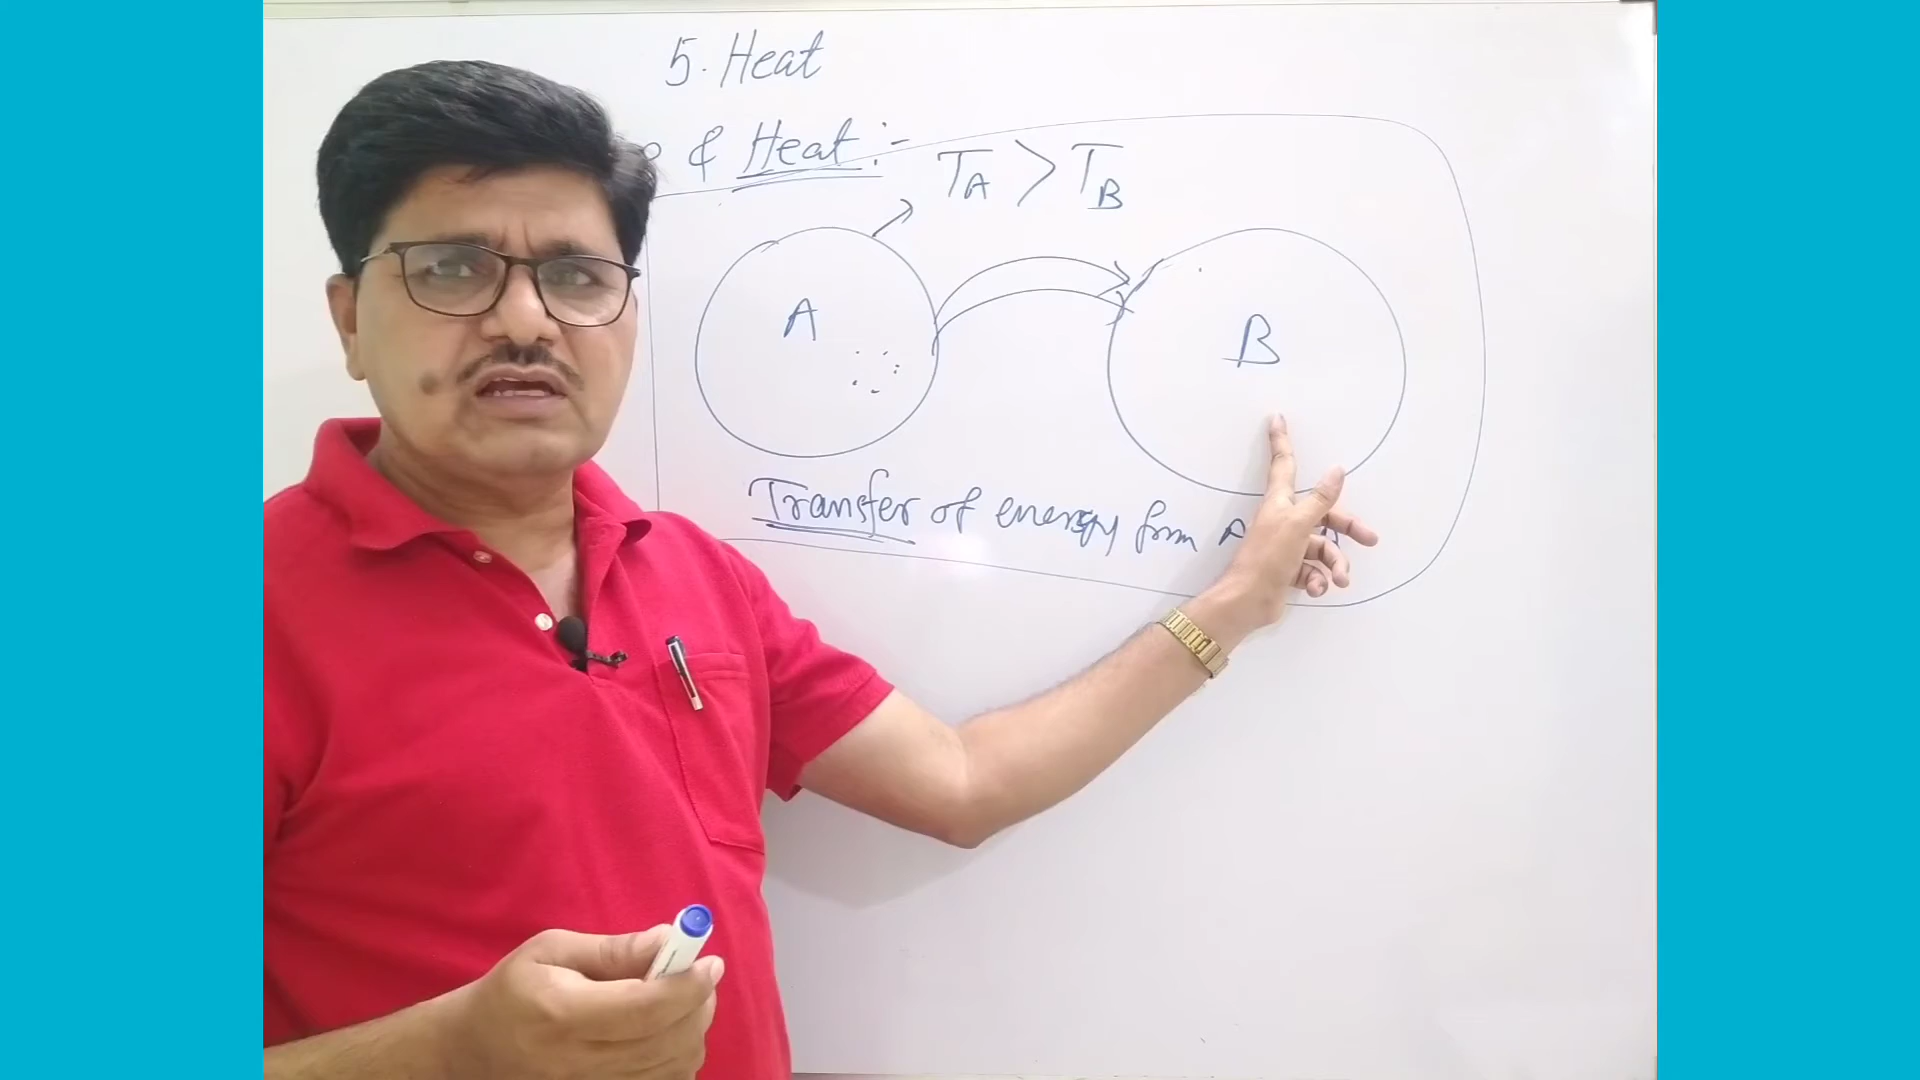 5. Heat
& Heat :-
TA > TB
A
B
Transfer of energy from A